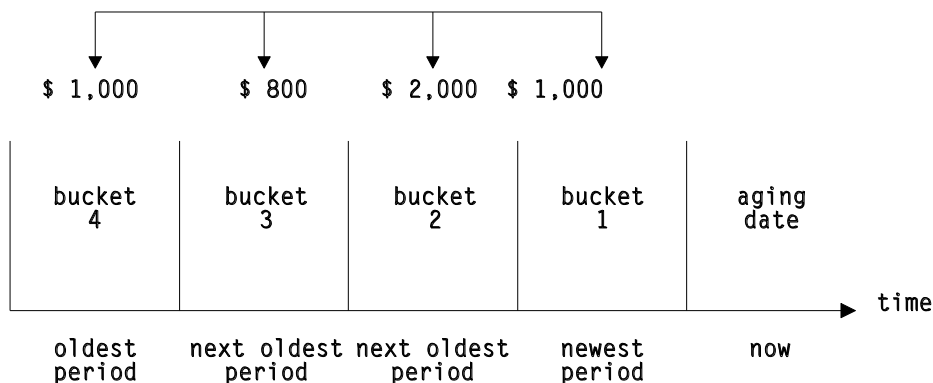 $ 1,000 $ 800 $ 2,000 $ 1,000
bucket bucket bucket bucket aging
4 3 2 1 date
time
oldest next oldest next oldest newest now
period period period period